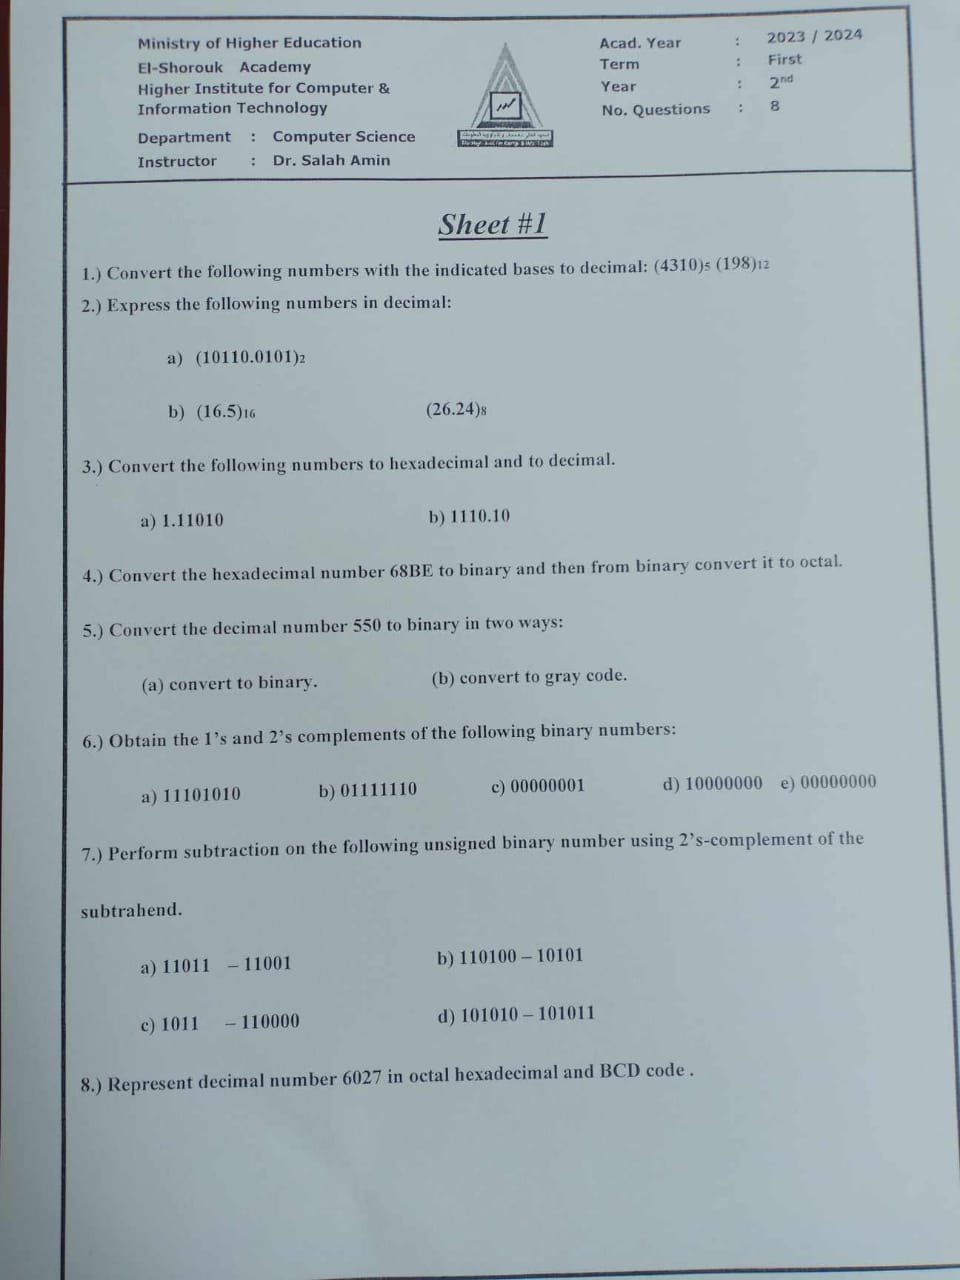 Ministry of Higher Education
El-Shorouk Academy
Higher Institute for Computer &
Information Technology
Department : Computer Science
Instructor : Dr. Salah Amin
Acad. Year : 2023 / 2024
Term : First
Year : 2nd
No. Questions : 8
Sheet #1
1.) Convert the following numbers with the indicated bases to decimal: (4310)5 (198)12
2.) Express the following numbers in decimal:
a) (10110.0101)2
b) (16.5)16 (26.24)8
3.) Convert the following numbers to hexadecimal and to decimal.
a) 1.11010 b) 1110.10
4.) Convert the hexadecimal number 68BE to binary and then from binary convert it to octal.
5.) Convert the decimal number 550 to binary in two ways:
(a) convert to binary. (b) convert to gray code.
6.) Obtain the 1's and 2's complements of the following binary numbers:
a) 11101010 b) 01111110 c) 00000001 d) 10000000 e) 00000000
7.) Perform subtraction on the following unsigned binary number using 2's-complement of the
subtrahend.
a) 11011 – 11001 b) 110100 – 10101
c) 1011 – 110000 d) 101010 – 101011
8.) Represent decimal number 6027 in octal hexadecimal and BCD code .